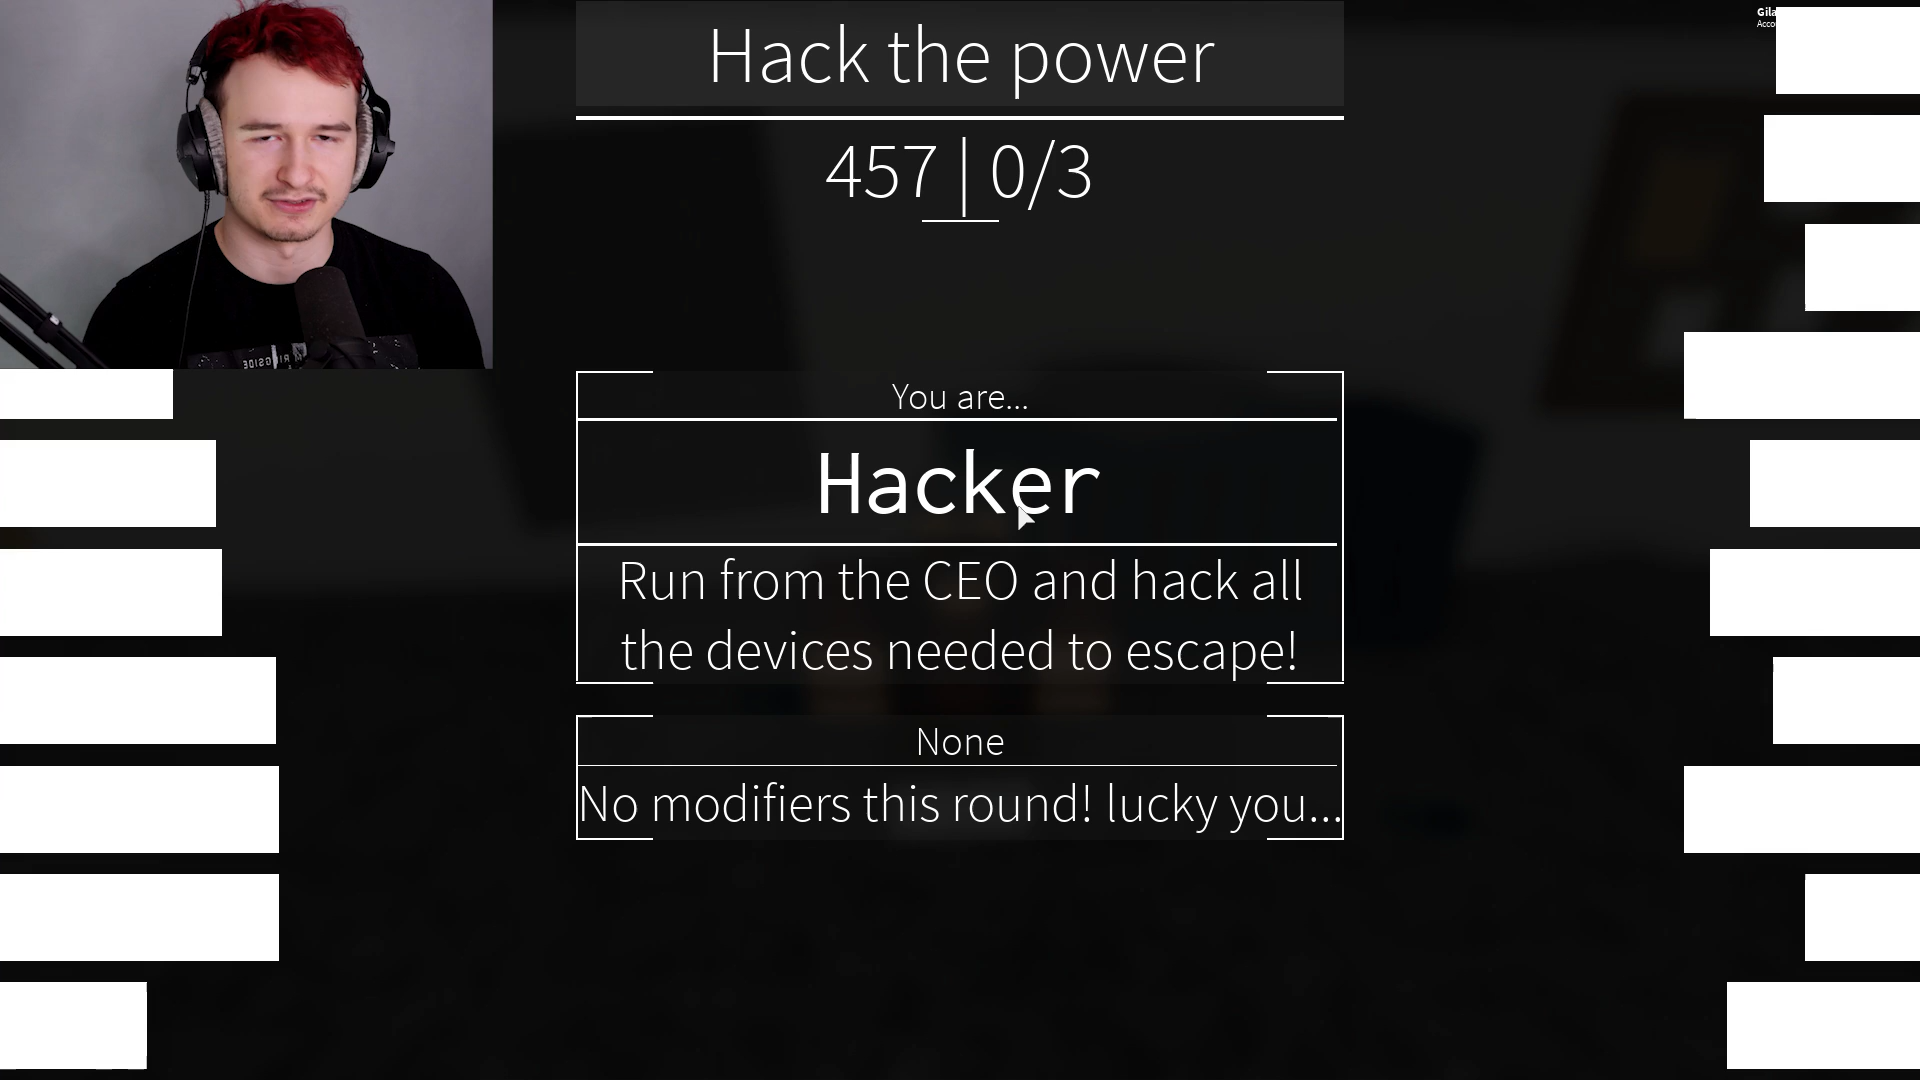 Hack the power
457 | 0/3
You are...
Hacker
Run from the CEO and hack all
the devices needed to escape!
None
No modifiers this round! lucky you...